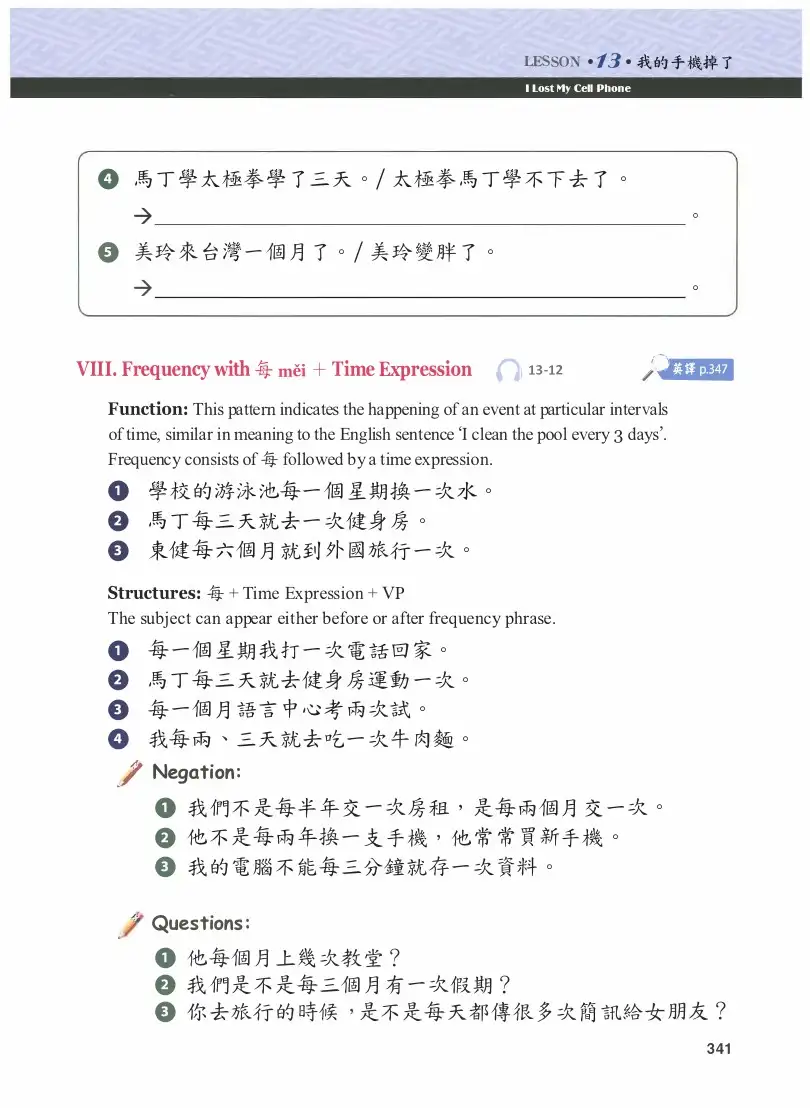 LESSON • 13 • 我的手機掉了
I Lost My Cell Phone
4 馬丁學太極拳學了三天。/ 太極拳馬丁學不下去了。
→ 。
5 美玲來台灣一個月了。/ 美玲變胖了。
→ 。
VIII. Frequency with 每 měi + Time Expression 13-12 英譯 p.347
Function: This pattern indicates the happening of an event at particular intervals
of time, similar in meaning to the English sentence ‘I clean the pool every 3 days’.
Frequency consists of 每 followed by a time expression.
1 學校的游泳池每一個星期換一次水。
2 馬丁每三天就去一次健身房。
3 東健每六個月就到外國旅行一次。
Structures: 每 + Time Expression + VP
The subject can appear either before or after frequency phrase.
1 每一個星期我打一次電話回家。
2 馬丁每三天就去健身房運動一次。
3 每一個月語言中心考兩次試。
4 我每兩、三天就去吃一次牛肉麵。
Negation:
1 我們不是每半年交一次房租，是每兩個月交一次。
2 他不是每兩年換一支手機，他常常買新手機。
3 我的電腦不能每三分鐘就存一次資料。
Questions:
1 他每個月上幾次教堂？
2 我們是不是每三個月有一次假期？
3 你去旅行的時候，是不是每天都傳很多次簡訊給女朋友？
341